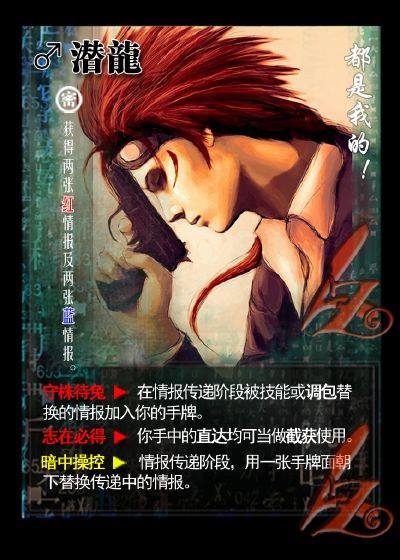 ♂潜龍
都是我的！
密
获得两张红情报及两张蓝情报。
守株待兔 ▶ 在情报传递阶段被技能或调包替
换的情报加入你的手牌。
志在必得 ▶ 你手中的直达均可当做截获使用。
暗中操控 ▶ 情报传递阶段，用一张手牌面朝
下替换传递中的情报。